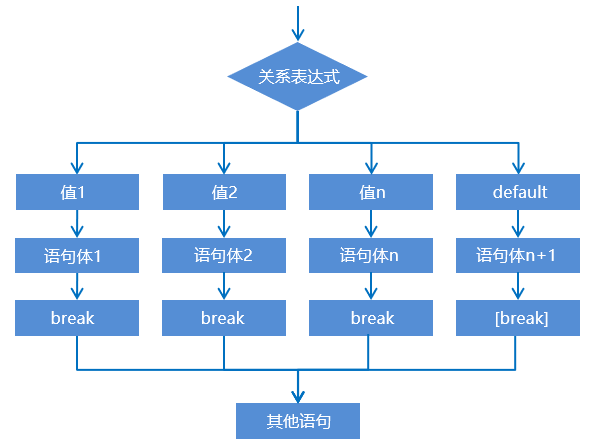 关系表达式
值1
值2
值n
default
语句体1
语句体2
语句体n
语句体n+1
break
break
break
[break]
其他语句